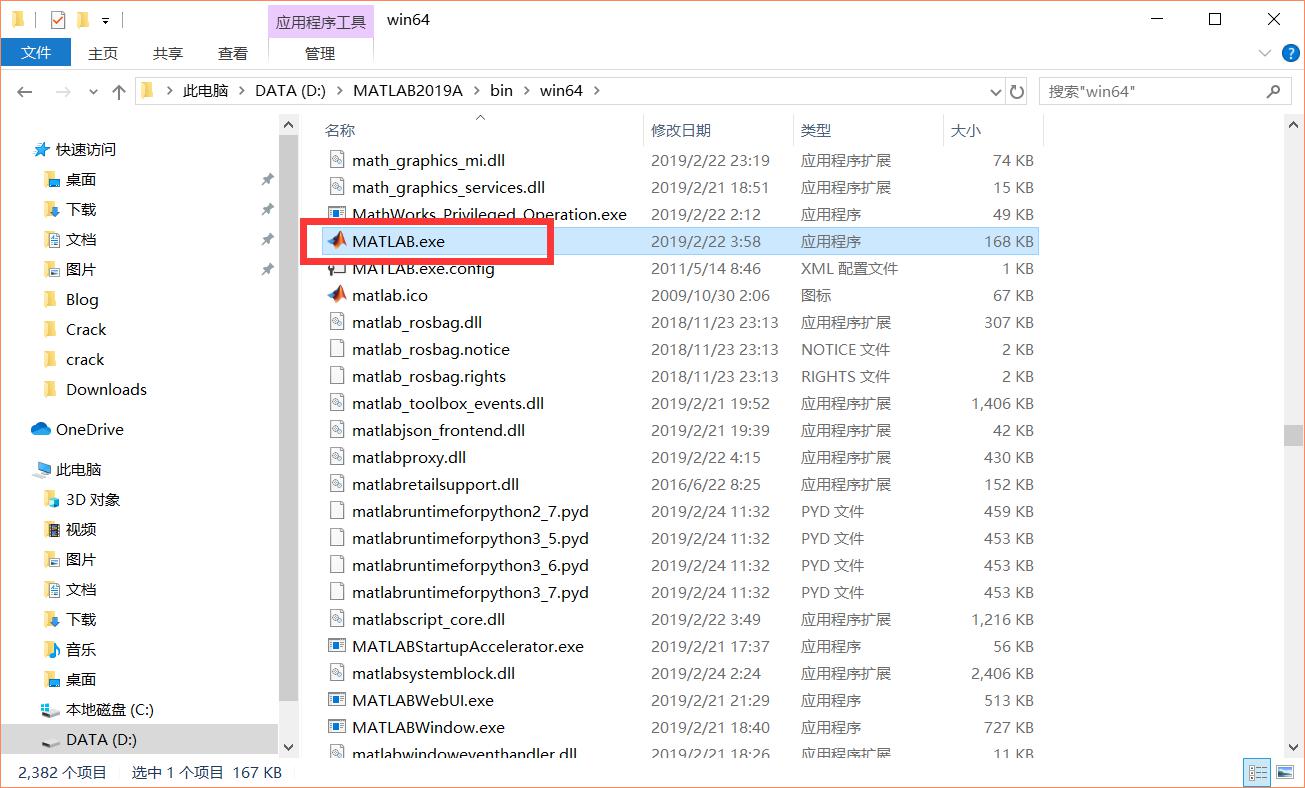 应用程序工具 win64
文件 主页 共享 查看 管理
此电脑 DATA (D:) MATLAB2019A bin win64 搜索"win64"
快速访问
桌面
下载
文档
图片
Blog
Crack
crack
Downloads
OneDrive
此电脑
3D 对象
视频
图片
文档
下载
音乐
桌面
本地磁盘 (C:)
DATA (D:)
名称 修改日期 类型 大小
math_graphics_mi.dll 2019/2/22 23:19 应用程序扩展 74 KB
math_graphics_services.dll 2019/2/21 18:51 应用程序扩展 15 KB
MathWorks_Privileged_Operation.exe 2019/2/22 2:12 应用程序 49 KB
MATLAB.exe 2019/2/22 3:58 应用程序 168 KB
MATLAB.exe.config 2011/5/14 8:46 XML 配置文件 1 KB
matlab.ico 2009/10/30 2:06 图标 67 KB
matlab_rosbag.dll 2018/11/23 23:13 应用程序扩展 307 KB
matlab_rosbag.notice 2018/11/23 23:13 NOTICE 文件 2 KB
matlab_rosbag.rights 2018/11/23 23:13 RIGHTS 文件 2 KB
matlab_toolbox_events.dll 2019/2/21 19:52 应用程序扩展 1,406 KB
matlabjson_frontend.dll 2019/2/21 19:39 应用程序扩展 42 KB
matlabproxy.dll 2019/2/22 4:15 应用程序扩展 430 KB
matlabretailsupport.dll 2016/6/22 8:25 应用程序扩展 152 KB
matlabruntimeforpython2_7.pyd 2019/2/24 11:32 PYD 文件 459 KB
matlabruntimeforpython3_5.pyd 2019/2/24 11:32 PYD 文件 453 KB
matlabruntimeforpython3_6.pyd 2019/2/24 11:32 PYD 文件 453 KB
matlabruntimeforpython3_7.pyd 2019/2/24 11:32 PYD 文件 453 KB
matlabscript_core.dll 2019/2/22 3:49 应用程序扩展 1,216 KB
MATLABStartupAccelerator.exe 2019/2/21 17:37 应用程序 56 KB
matlabsystemblock.dll 2019/2/24 2:24 应用程序扩展 2,406 KB
MATLABWebUI.exe 2019/2/21 21:29 应用程序 513 KB
MATLABWindow.exe 2019/2/21 18:40 应用程序 727 KB
matlabwindoweventhandler.dll 2019/2/21 18:26 应用程序扩展 11 KB
2,382 个项目 选中 1 个项目 167 KB